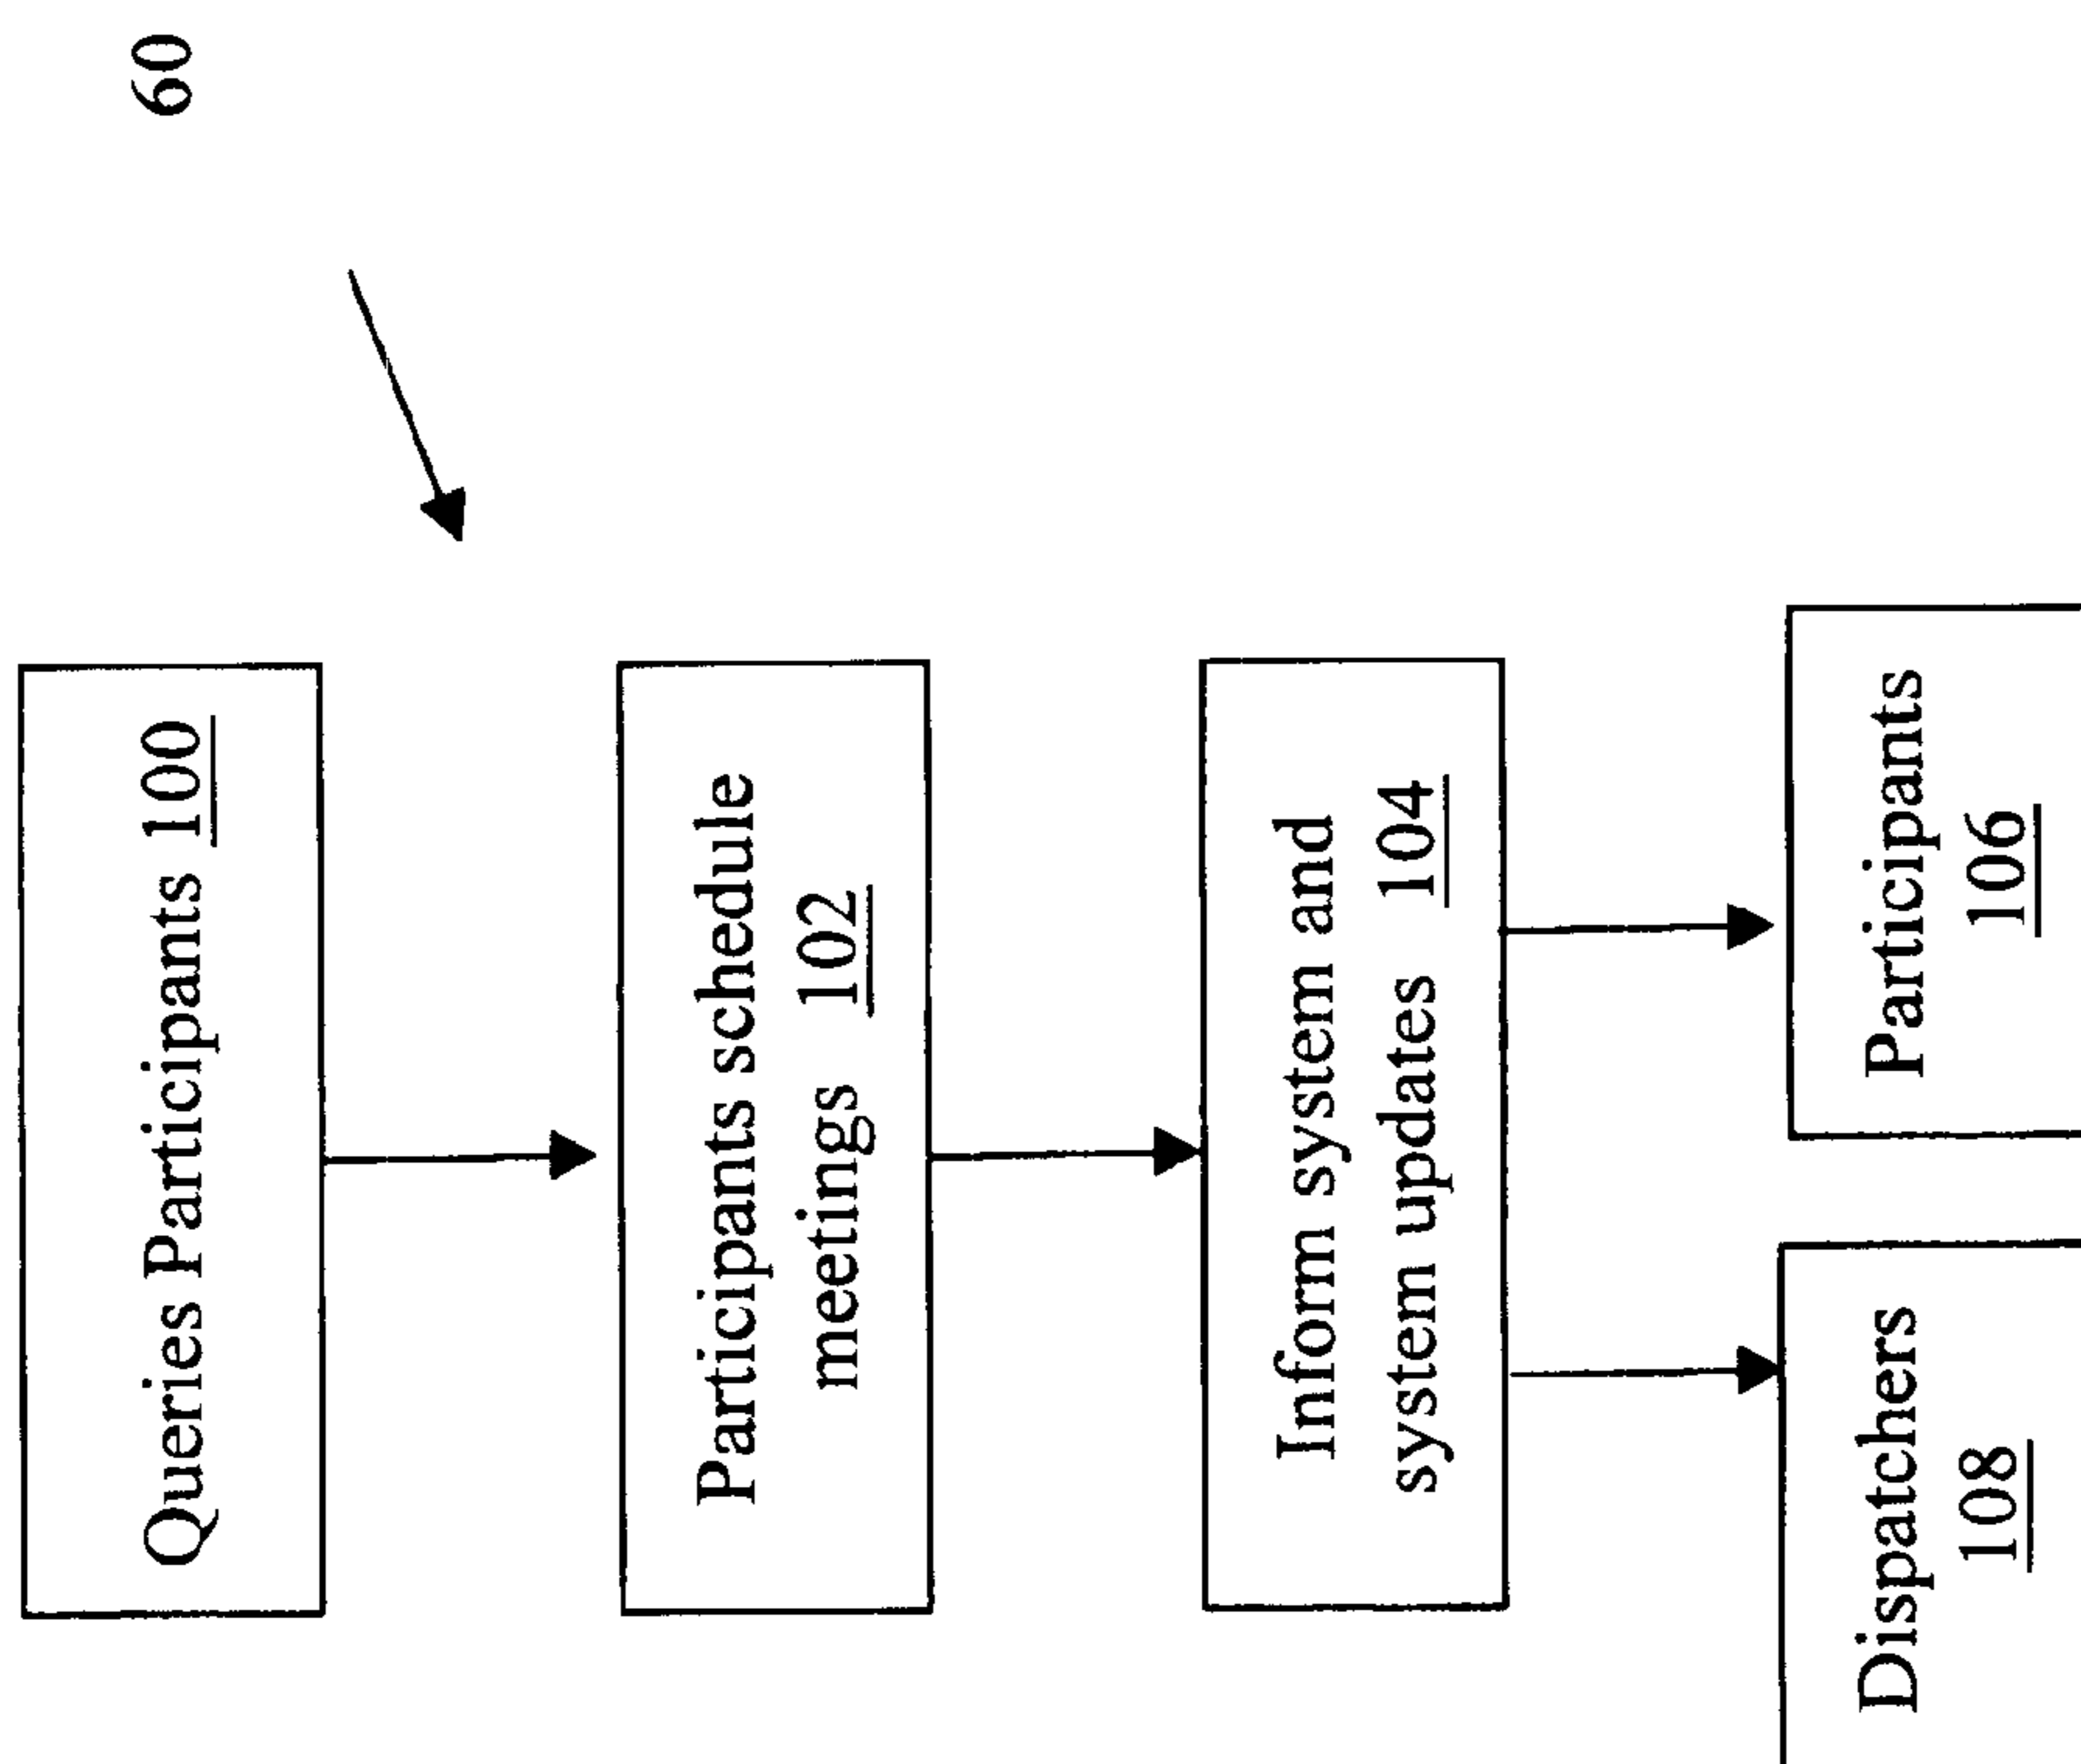 60
Queries Participants 100
Participants schedule
meetings 102
Inform system and
system updates 104
Dispatchers
108
Participants
106